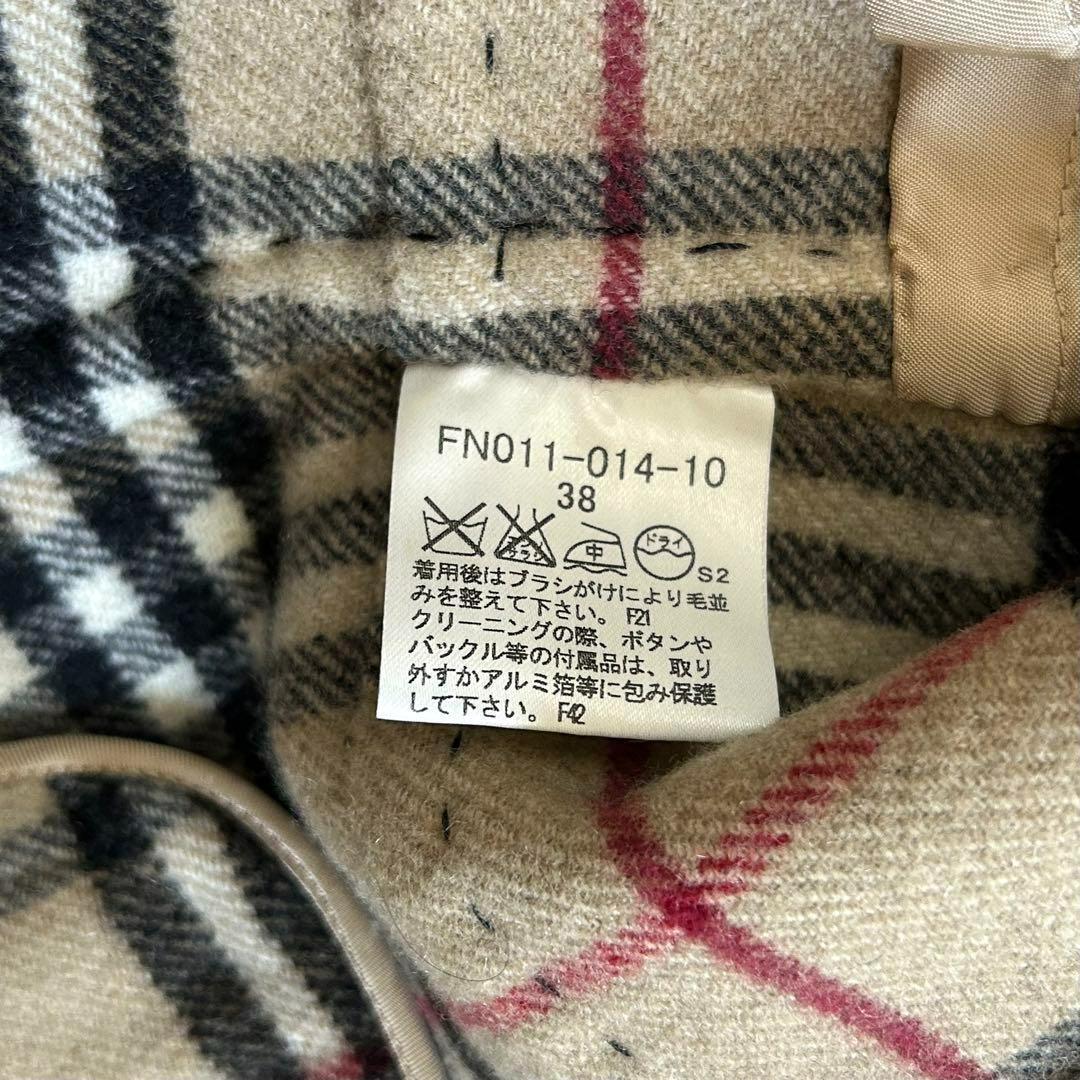 FN011-014-10
38
中 ドライ S2
着用後はブラシがけにより毛並
みを整えて下さい。 F21
クリーニングの際、ボタンや
バックル等の付属品は、取り
外すかアルミ箔等に包み保護
して下さい。 F42